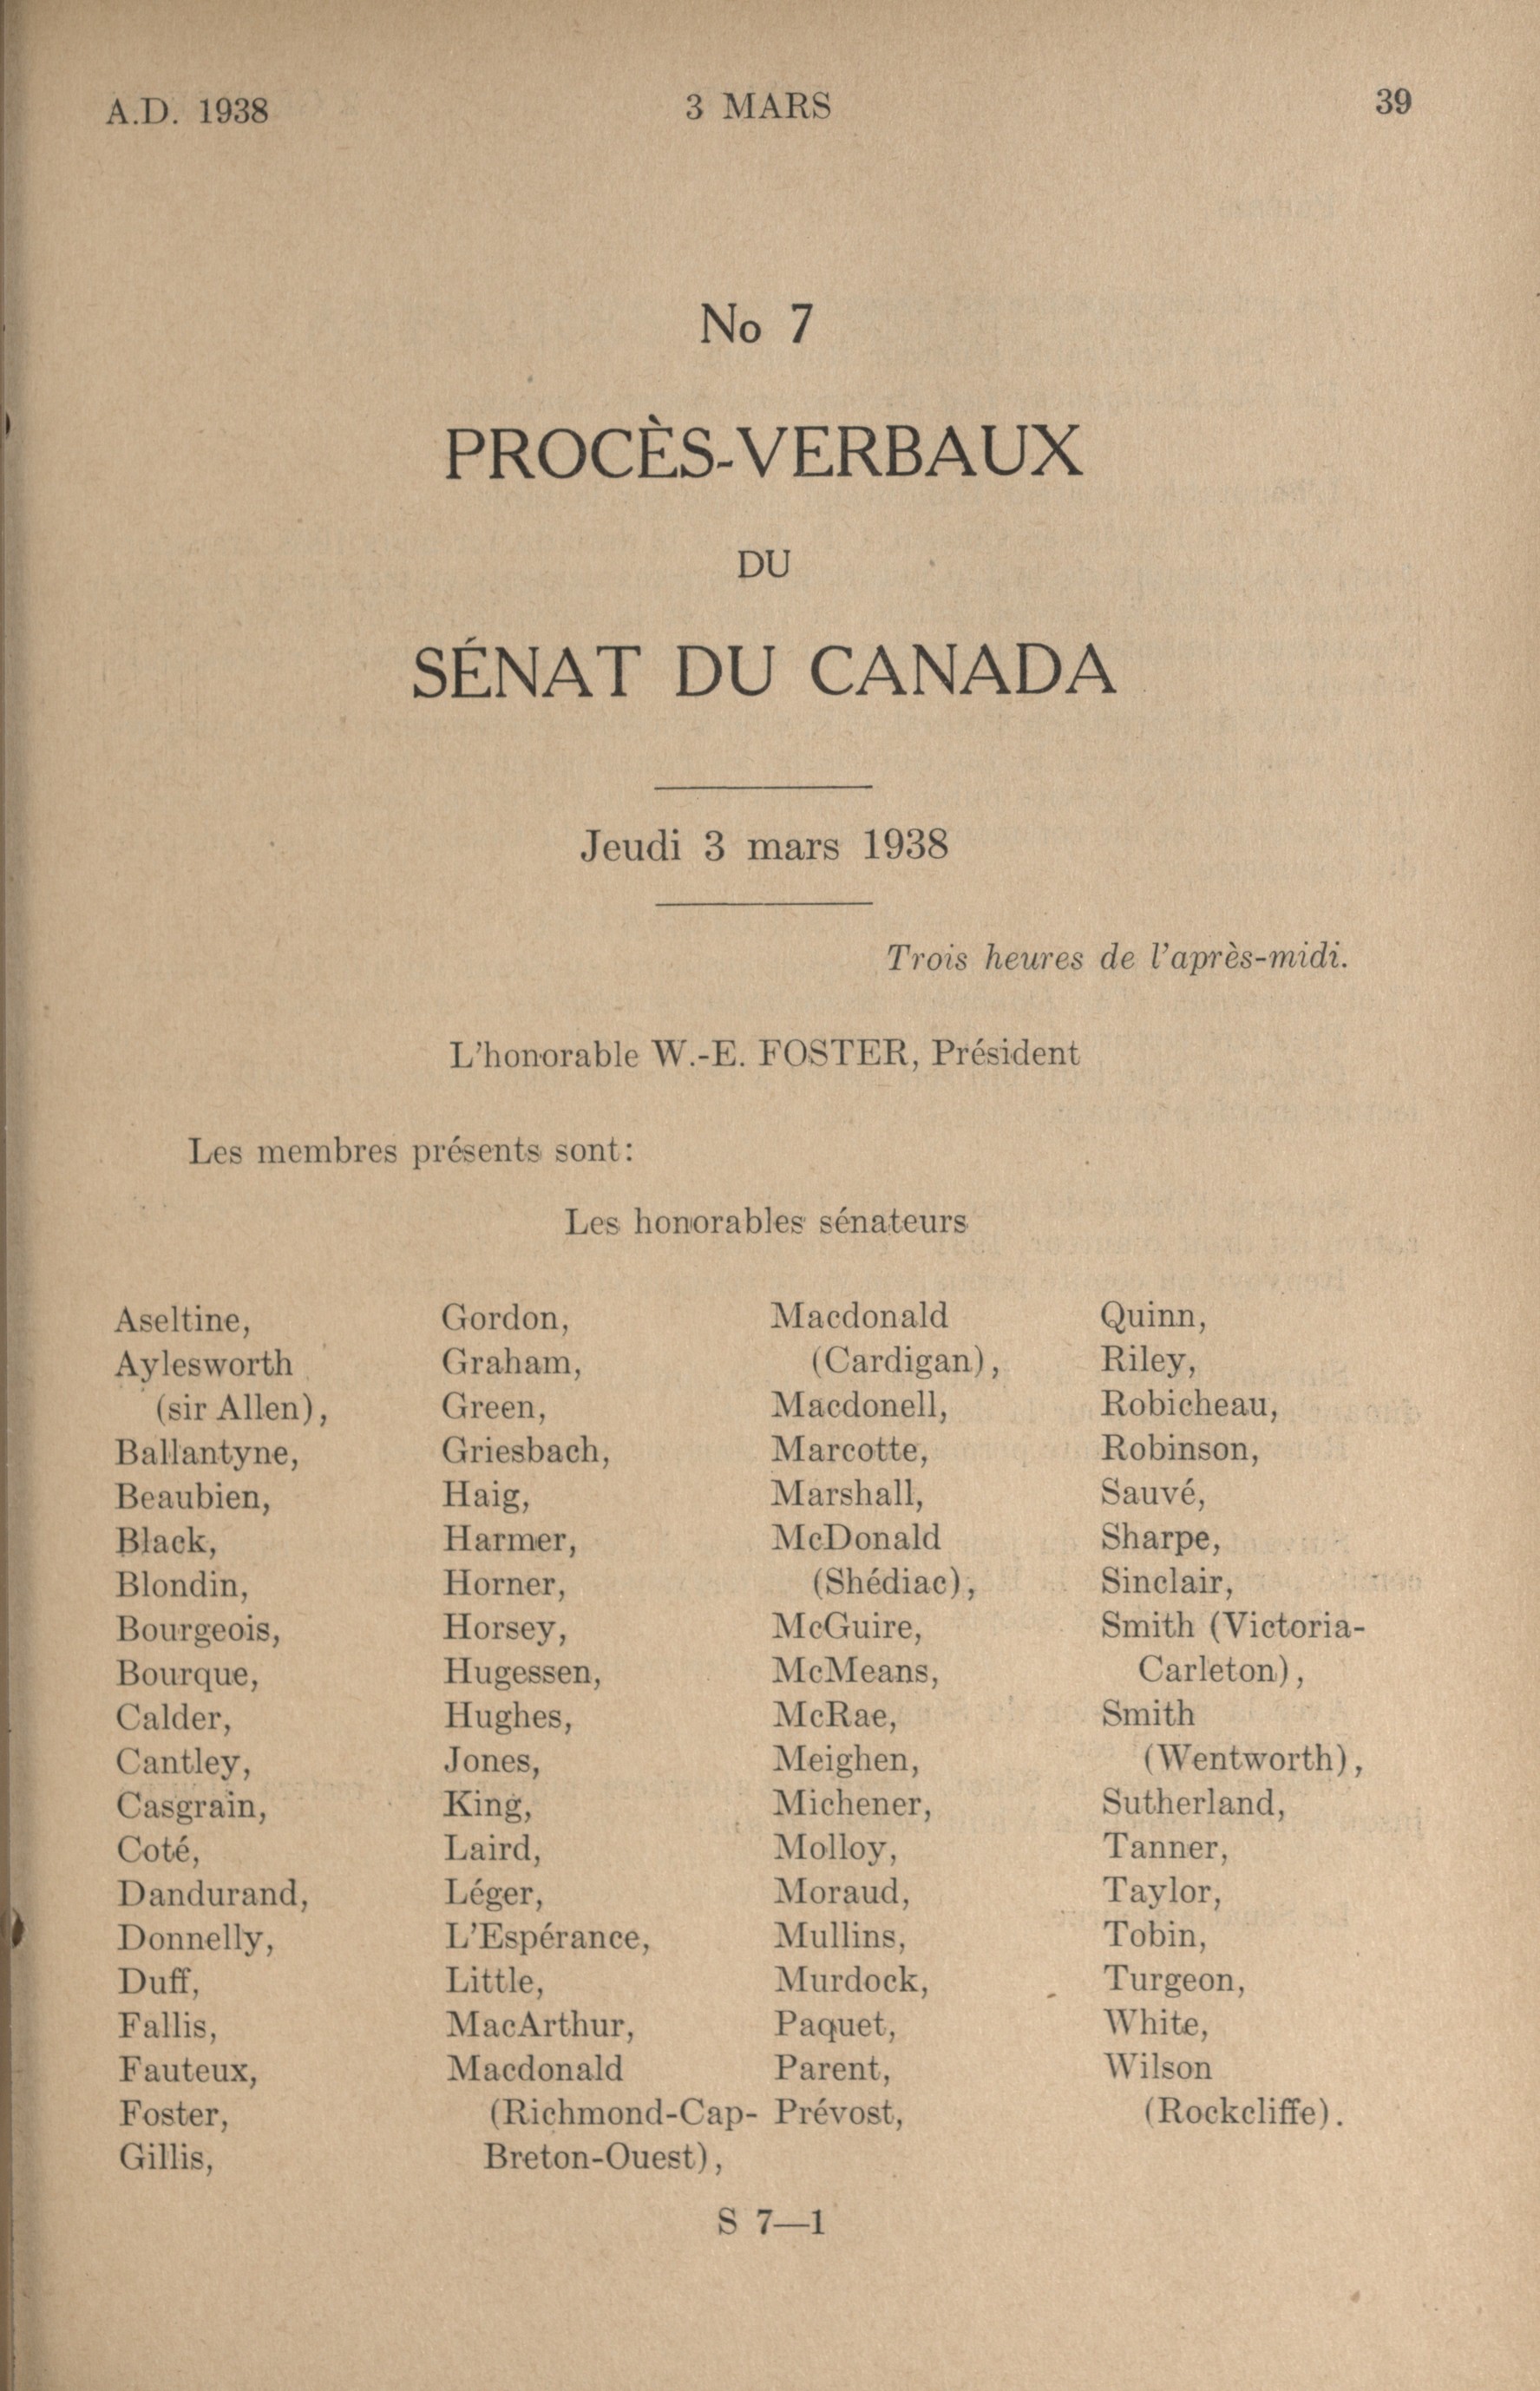 A.D. 1938 3 MARS 39
No 7
PROCÈS-VERBAUX
DU
SÉNAT DU CANADA
Jeudi 3 mars 1938
Trois heures de l'après-midi.
L'honorable W.-E. FOSTER, Président
Les membres présents sont:
Les honorables sénateurs
Aseltine,
Aylesworth
(sir Allen),
Ballantyne,
Beaubien,
Black,
Blondin,
Bourgeois,
Bourque,
Calder,
Cantley,
Casgrain,
Coté,
Dandurand,
Donnelly,
Duff,
Fallis,
Fauteux,
Foster,
Gillis,
Gordon,
Graham,
Green,
Griesbach,
Haig,
Harmer,
Horner,
Horsey,
Hugessen,
Hughes,
Jones,
King,
Laird,
Léger,
L'Espérance,
Little,
MacArthur,
Macdonald
(Richmond-Cap-
Breton-Ouest),
Macdonald
(Cardigan),
Macdonell,
Marcotte,
Marshall,
McDonald
(Shédiac),
McGuire,
McMeans,
McRae,
Meighen,
Michener,
Molloy,
Moraud,
Mullins,
Murdock,
Paquet,
Parent,
Prévost,
Quinn,
Riley,
Robicheau,
Robinson,
Sauvé,
Sharpe,
Sinclair,
Smith (Victoria-
Carleton),
Smith
(Wentworth),
Sutherland,
Tanner,
Taylor,
Tobin,
Turgeon,
White,
Wilson
(Rockcliffe).
S 7—1